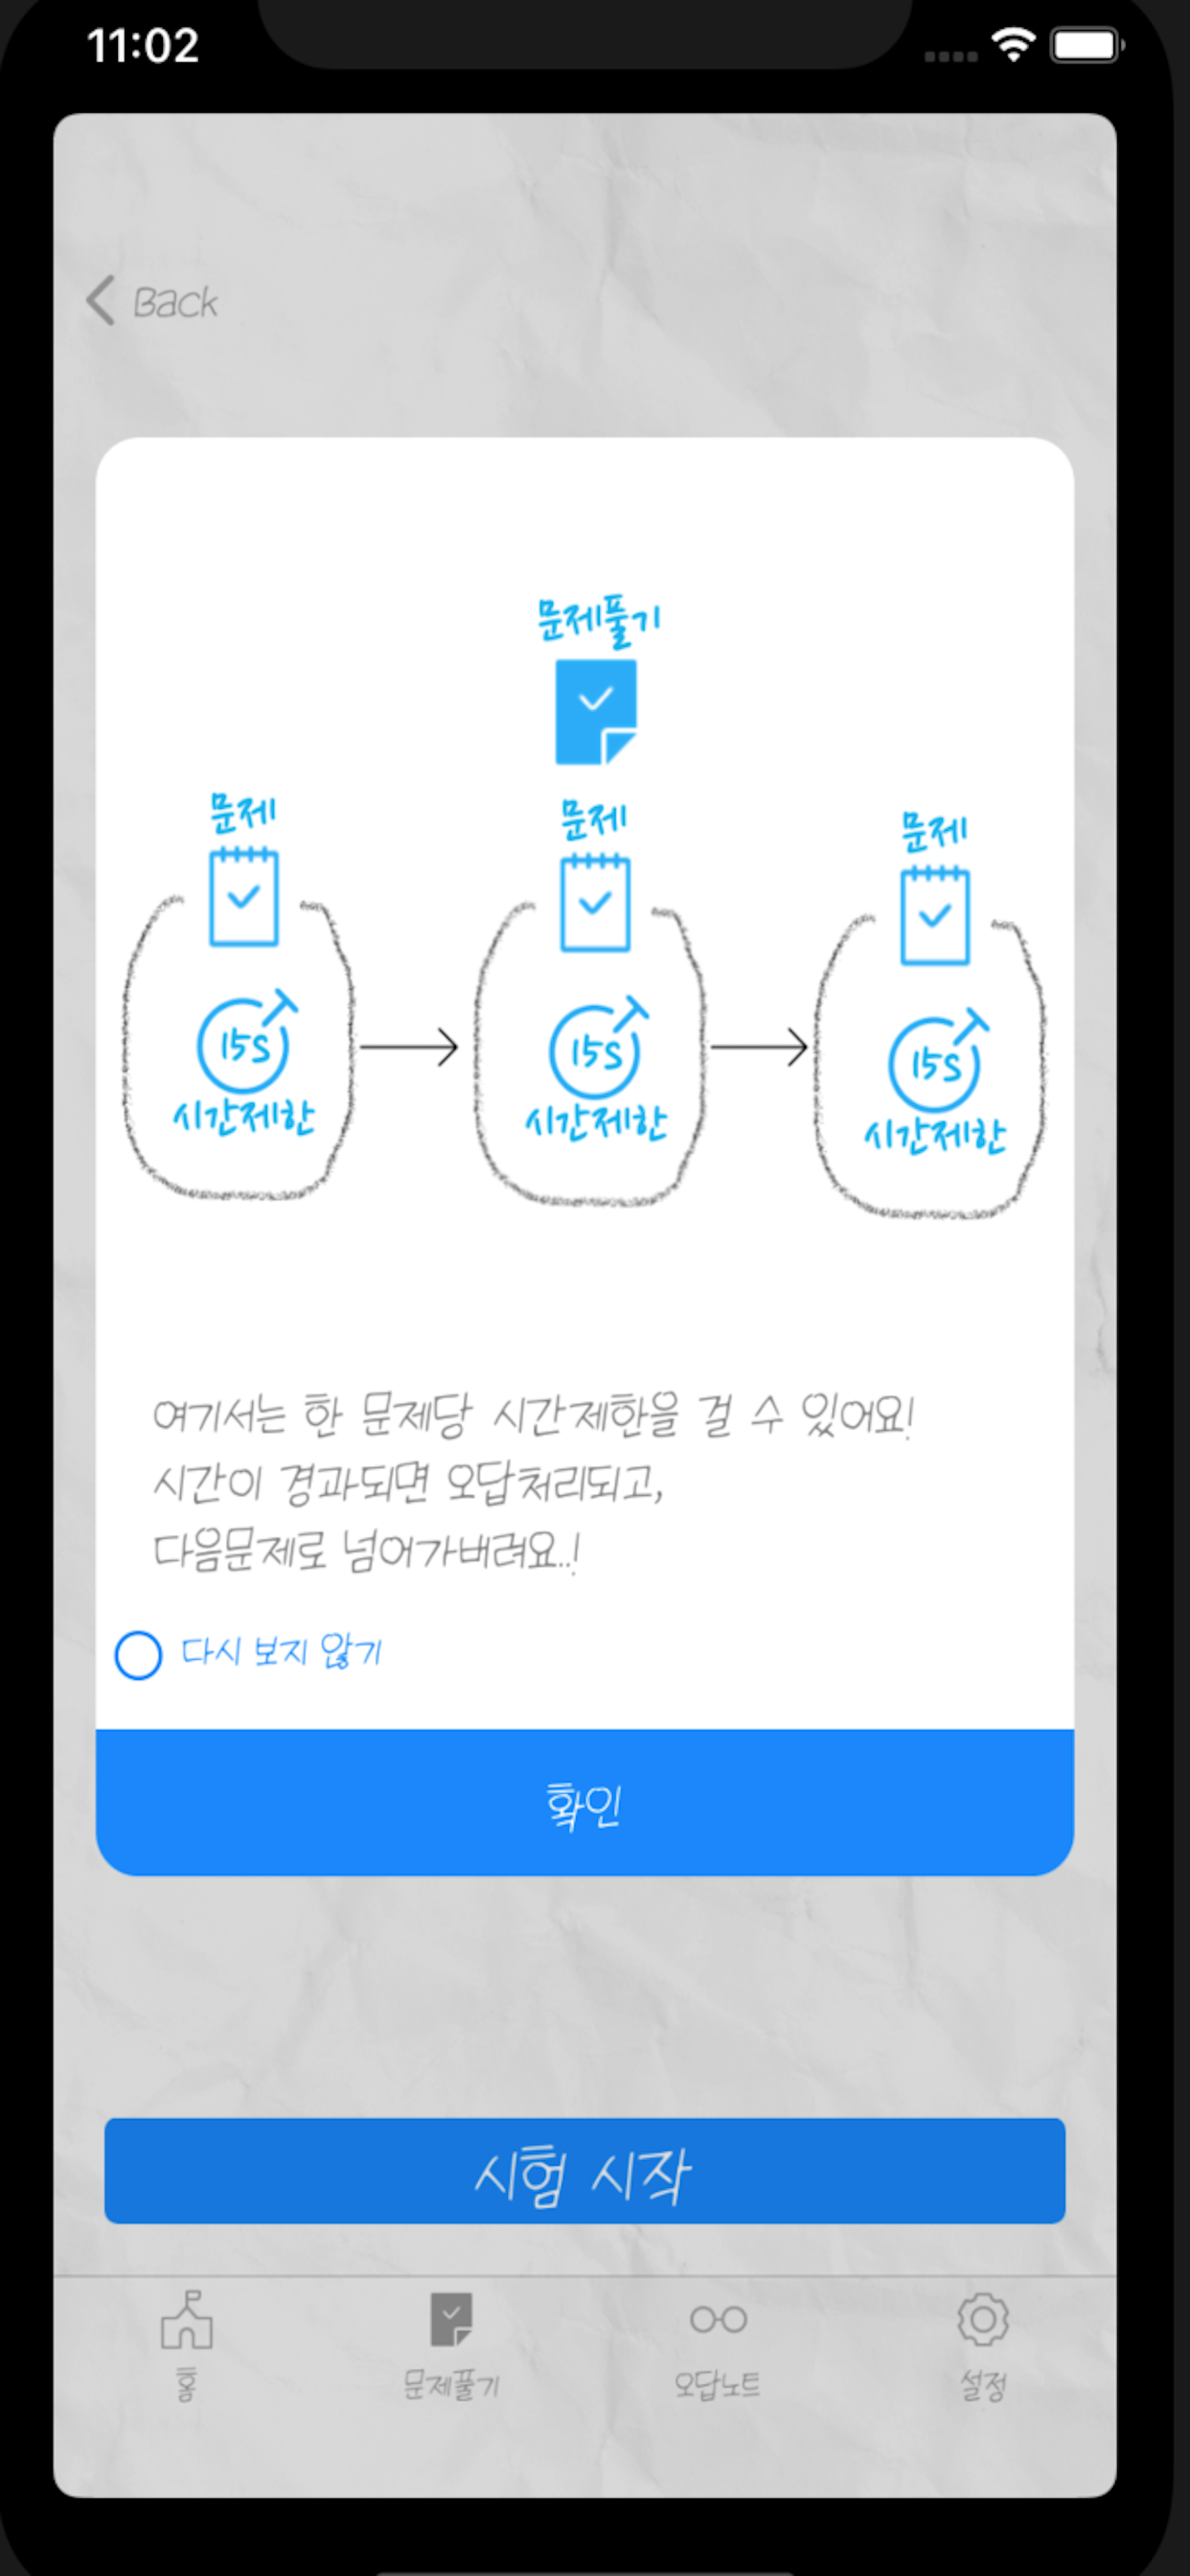 11:02
Back
문제풀기
문제 문제 문제
15S 15S 15S
시간제한 시간제한 시간제한
여기서는 한 문제당 시간제한을 걸 수 있어요!
시간이 경과되면 오답처리되고,
다음문제로 넘어가버려요..!
다시 보지 않기
확인
시험 시작
홈 문제풀기 오답노트 설정